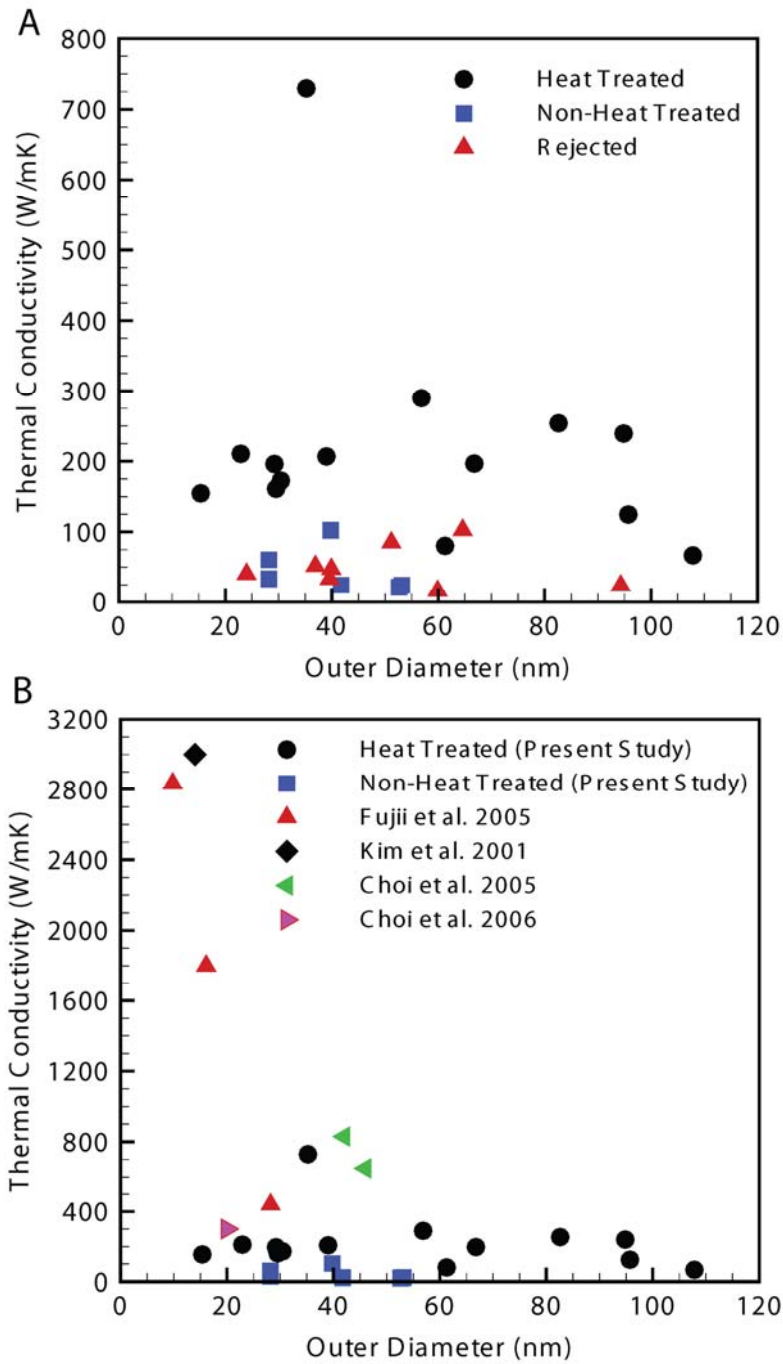 A
800
700
600
500
400
300
200
100
0
Thermal Conductivity (W/mK)
Heat Treated
Non-Heat Treated
Rejected
0 20 40 60 80 100 120
Outer Diameter (nm)
B
3200
2800
2400
2000
1600
1200
800
400
0
Thermal Conductivity (W/mK)
Heat Treated (Present Study)
Non-Heat Treated (Present Study)
Fujii et al. 2005
Kim et al. 2001
Choi et al. 2005
Choi et al. 2006
0 20 40 60 80 100 120
Outer Diameter (nm)